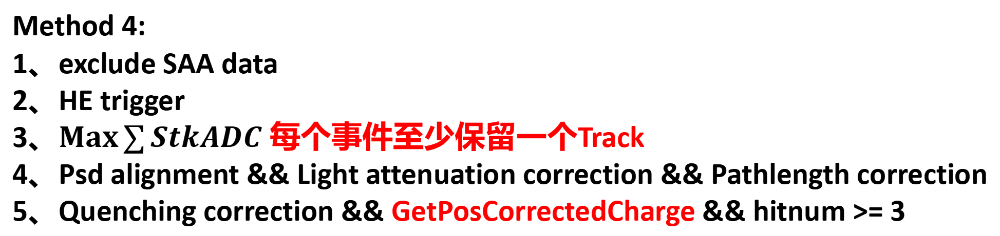 Method 4:
1、 exclude SAA data
2、 HE trigger
3、 Max ∑ StkADC 每个事件至少保留一个Track
4、 Psd alignment && Light attenuation correction && Pathlength correction
5、 Quenching correction && GetPosCorrectedCharge && hitnum >= 3